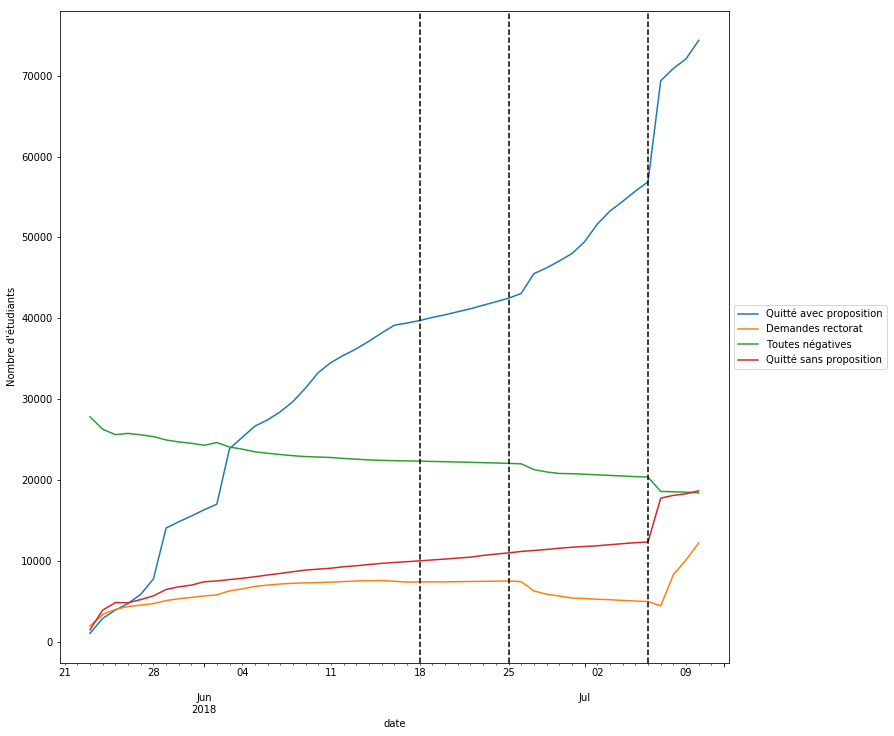 70000
60000
50000
40000
30000
20000
10000
0
Nombre d'étudiants
21 28 04 11 18 25 02 09
Jun Jul
2018
date
Quitté avec proposition
Demandes rectorat
Toutes négatives
Quitté sans proposition